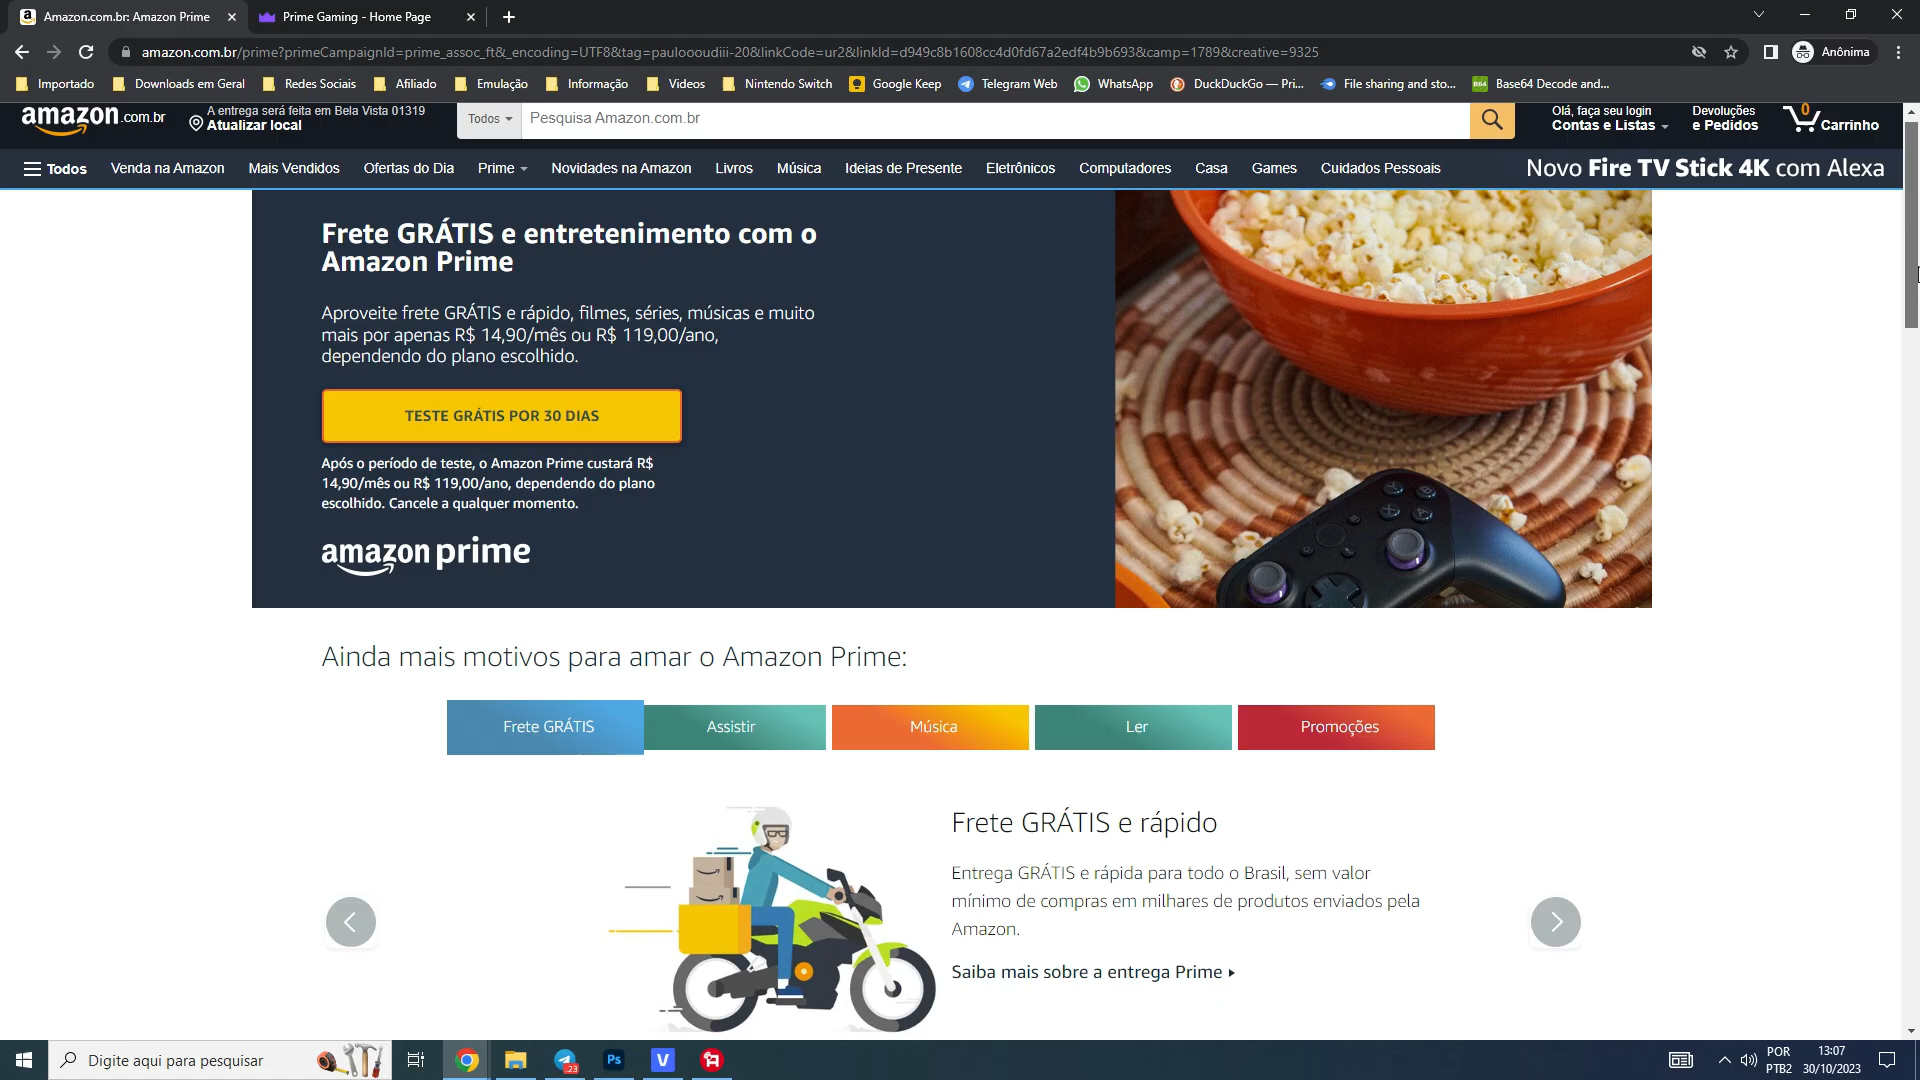 Amazon.com.br: Amazon Prime
Prime Gaming - Home Page
amazon.com.br/prime?primeCampaignId=prime_assoc_ft&_encoding=UTF8&tag=pauloooudiii-20&linkCode=ur2&linkId=d949c8b1608cc4d0fd67a2edf4b9b693&camp=1789&creative=9325
Anônima
Importado
Downloads em Geral
Redes Sociais
Afiliado
Emulação
Informação
Videos
Nintendo Switch
Google Keep
Telegram Web
WhatsApp
DuckDuckGo — Pri...
File sharing and sto...
B64
Base64 Decode and...
amazon.com.br
A entrega será feita em Bela Vista 01319
Atualizar local
Todos
Pesquisa Amazon.com.br
Olá, faça seu login
Contas e Listas
Devoluções
e Pedidos
0
Carrinho
Todos
Venda na Amazon
Mais Vendidos
Ofertas do Dia
Prime
Novidades na Amazon
Livros
Música
Ideias de Presente
Eletrônicos
Computadores
Casa
Games
Cuidados Pessoais
Novo Fire TV Stick 4K com Alexa
Frete GRÁTIS e entretenimento com o
Amazon Prime
Aproveite frete GRÁTIS e rápido, filmes, séries, músicas e muito
mais por apenas R$ 14,90/mês ou R$ 119,00/ano,
dependendo do plano escolhido.
TESTE GRÁTIS POR 30 DIAS
Após o período de teste, o Amazon Prime custará R$
14,90/mês ou R$ 119,00/ano, dependendo do plano
escolhido. Cancele a qualquer momento.
amazon prime
Y
B
X
A
Ainda mais motivos para amar o Amazon Prime:
Frete GRÁTIS
Assistir
Música
Ler
Promoções
Frete GRÁTIS e rápido
Entrega GRÁTIS e rápida para todo o Brasil, sem valor
mínimo de compras em milhares de produtos enviados pela
Amazon.
Saiba mais sobre a entrega Prime
Digite aqui para pesquisar
23
Ps
V
POR
PTB2
13:07
30/10/2023